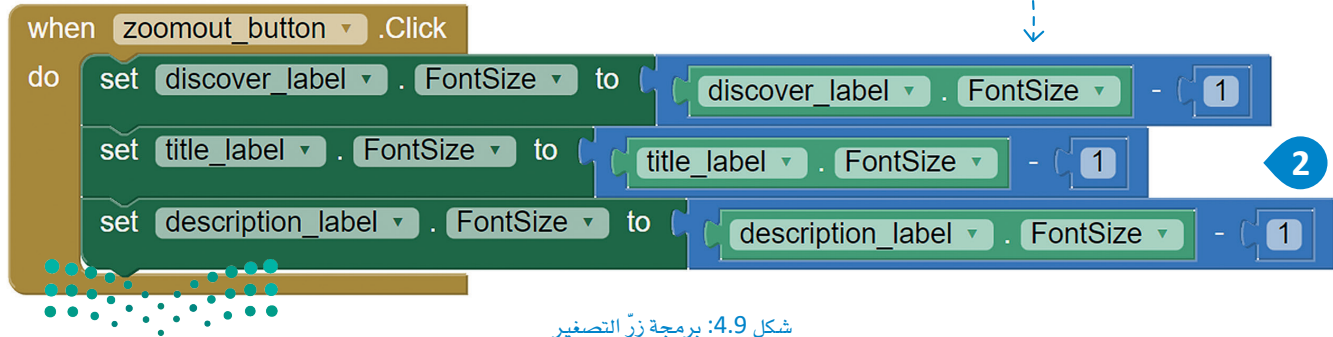 when zoomout_button .Click
do set discover_label . FontSize to discover_label . FontSize - 1
set title_label . FontSize to title_label . FontSize - 1
2
set description_label . FontSize to description_label . FontSize - 1
شكل 4.9: برمجة زرّ التصغير